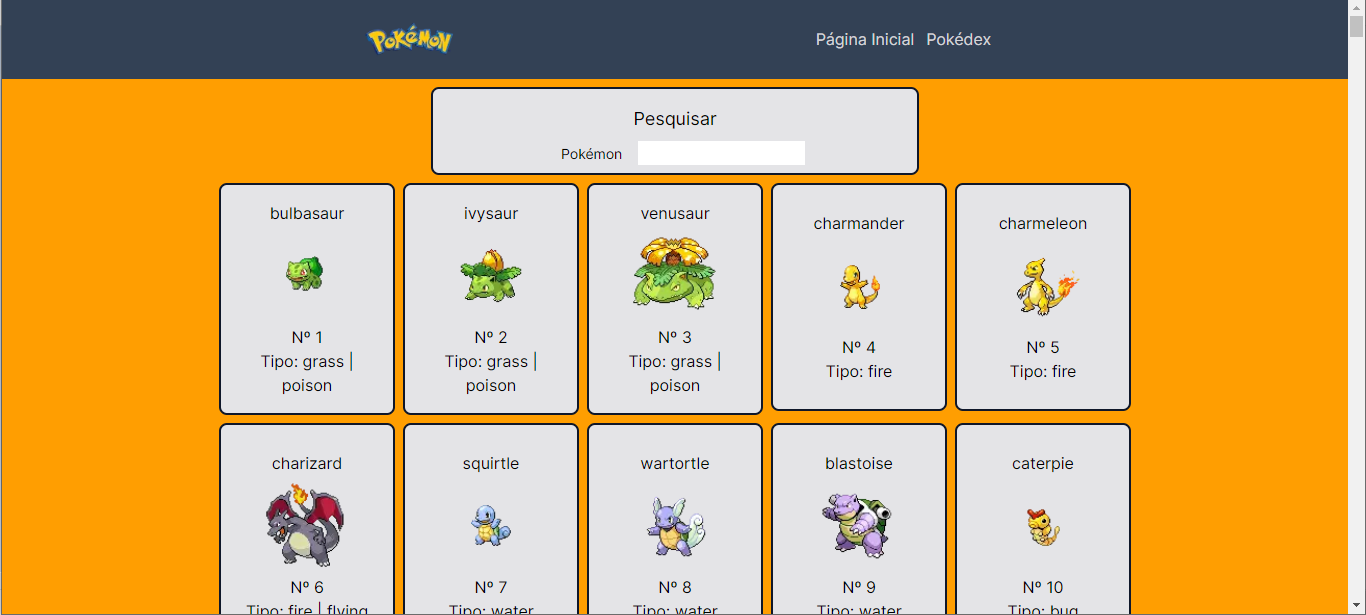 Pokémon
Página Inicial Pokédex
Pesquisar
Pokémon
bulbasaur
Nº 1
Tipo: grass |
poison
ivysaur
Nº 2
Tipo: grass |
poison
venusaur
Nº 3
Tipo: grass |
poison
charmander
Nº 4
Tipo: fire
charmeleon
Nº 5
Tipo: fire
charizard
Nº 6
Tipo: fire | flying
squirtle
Nº 7
Tipo: water
wartortle
Nº 8
Tipo: water
blastoise
Nº 9
Tipo: water
caterpie
Nº 10
Tipo: bug